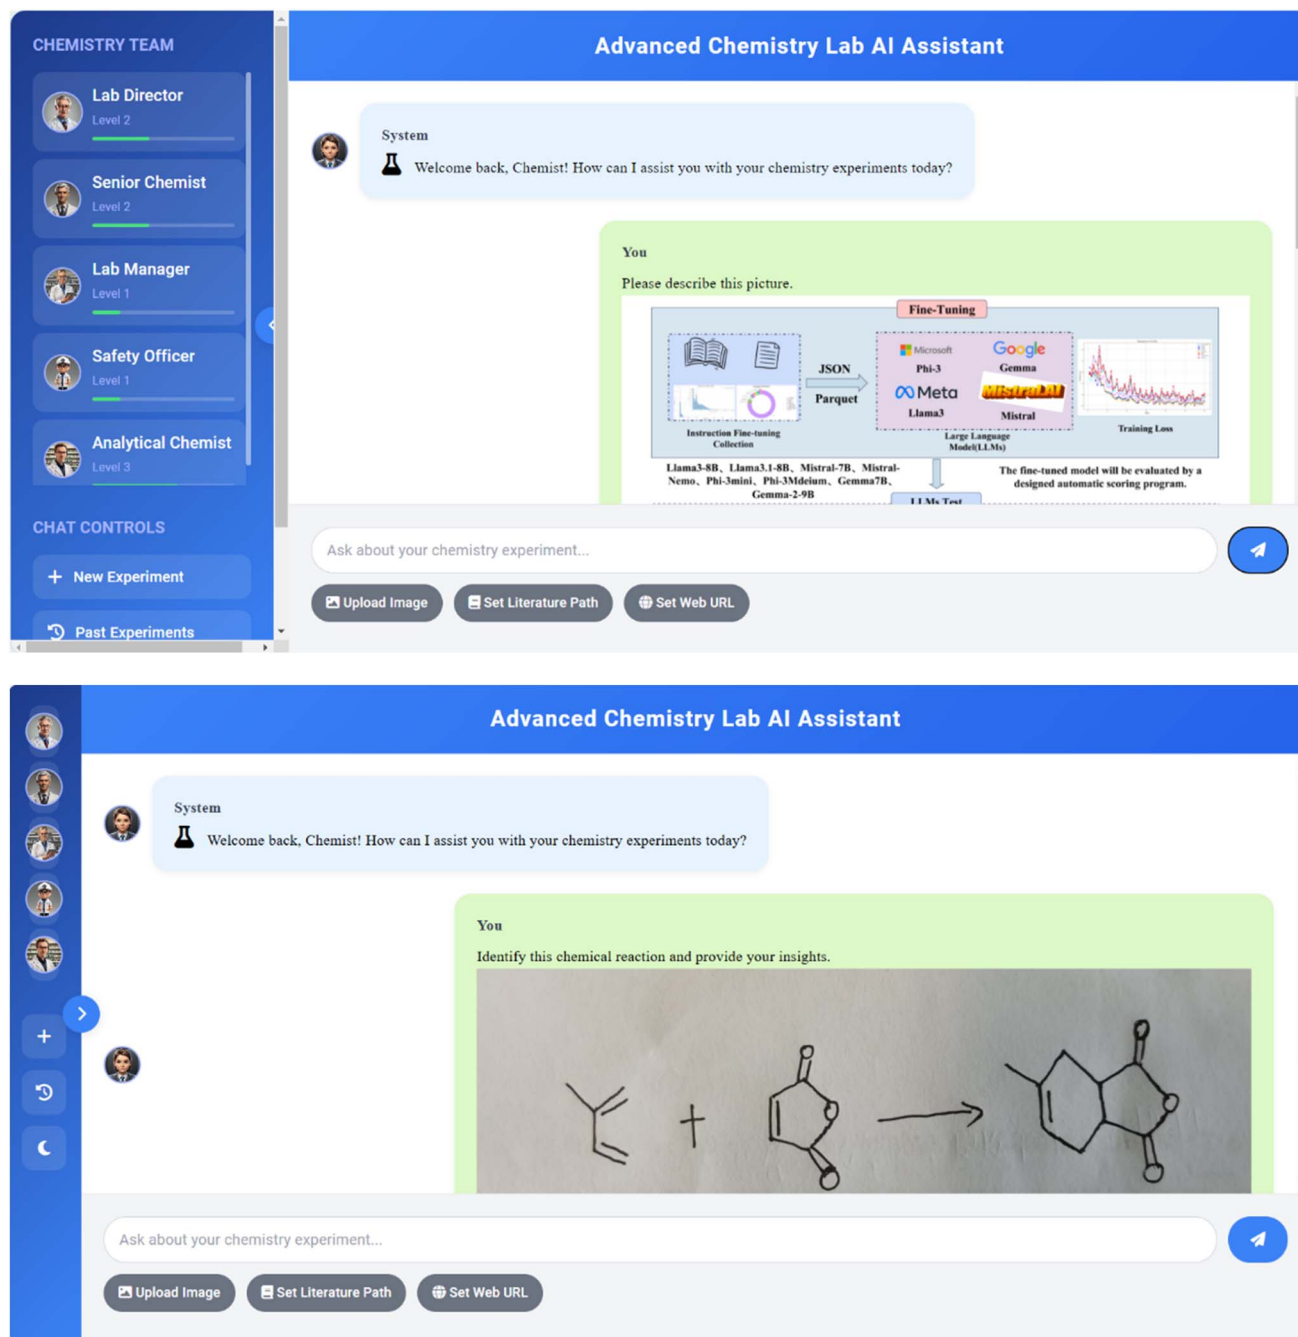 CHEMISTRY TEAM
Lab Director
Level 2
Senior Chemist
Level 2
Lab Manager
Level 1
Safety Officer
Level 1
Analytical Chemist
Level 3
CHAT CONTROLS
+ New Experiment
Past Experiments
Advanced Chemistry Lab AI Assistant
System
Welcome back, Chemist! How can I assist you with your chemistry experiments today?
You
Please describe this picture.
Fine-Tuning
JSON
Parquet
Instruction Fine-tuning
Collection
Microsoft
Phi-3
Google
Gemma
Meta
Llama3
Mistral.AI
Mistral
Large Language
Model(LLMs)
Training Loss
Llama3-8B、Llama3.1-8B、Mistral-7B、Mistral-
Nemo、Phi-3mini、Phi-3Mdeium、Gemma7B、
Gemma-2-9B
The fine-tuned model will be evaluated by a
designed automatic scoring program.
LLMs Test
Ask about your chemistry experiment...
Upload Image
Set Literature Path
Set Web URL
Advanced Chemistry Lab AI Assistant
System
Welcome back, Chemist! How can I assist you with your chemistry experiments today?
You
Identify this chemical reaction and provide your insights.
O
+
O
O
O
O
O
Ask about your chemistry experiment...
Upload Image
Set Literature Path
Set Web URL